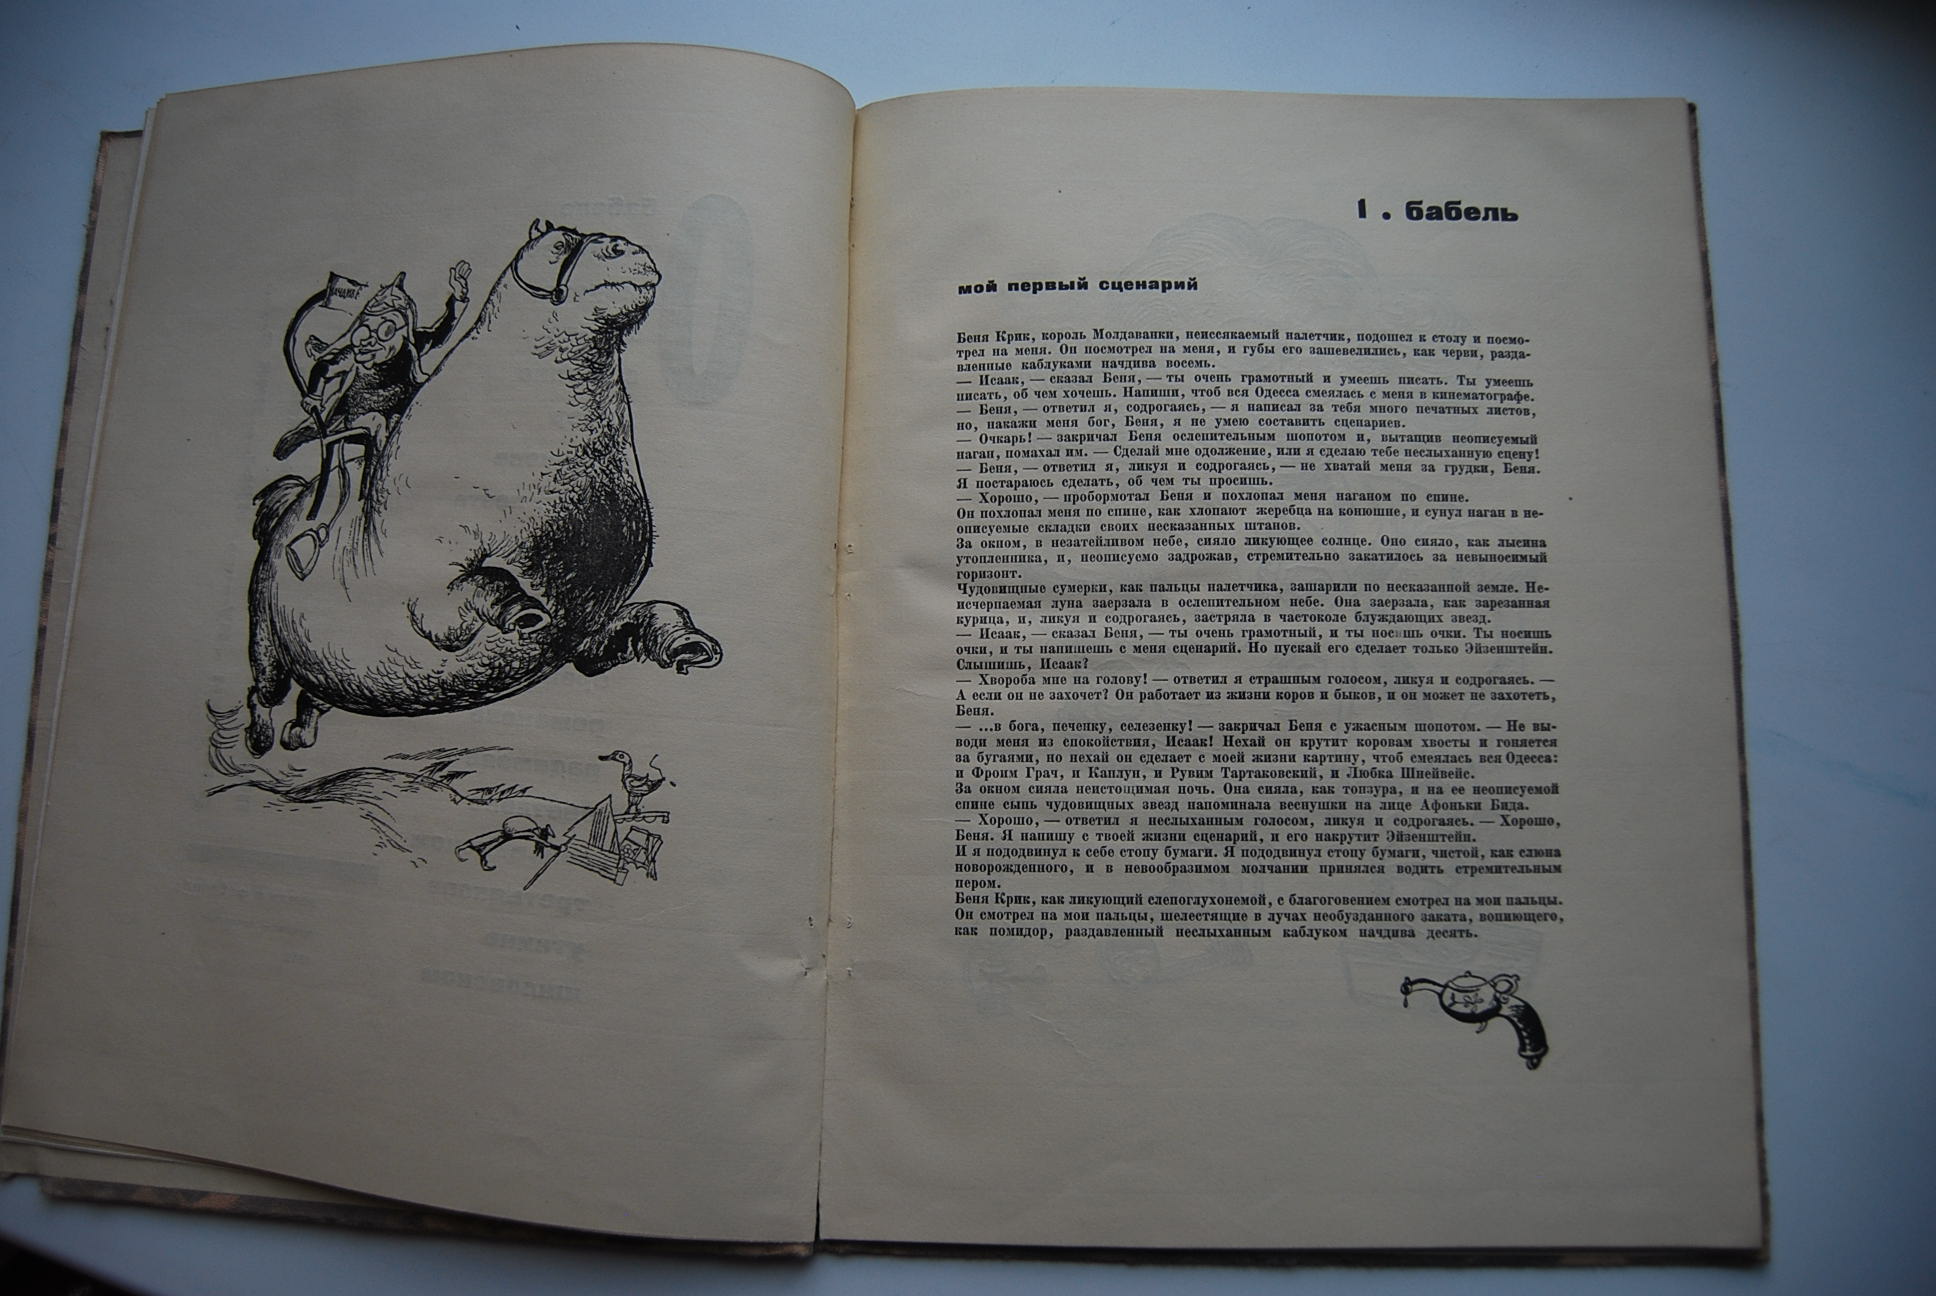 1. бабель
мой первый сценарий
Беня Крик, король Молдаванки, неиссякаемый налетчик, подошел к столу и посмо-
трел на меня. Он посмотрел на меня, и губы его зашевелились, как черви, разда-
вленные каблуками начдива восемь.
— Исаак, — сказал Беня, — ты очень грамотный и умеешь писать. Ты умеешь
писать, об чем хочешь. Напиши, чтоб вся Одесса смеялась с меня в кинематографе.
— Беня, — ответил я, содрогаясь, — я написал за тебя много печатных листов,
но, накажи меня бог, Беня, я не умею составить сценариев.
— Очкарь! — закричал Беня ослепительным шопотом и, вытащив неописуемый
наган, помахал им. — Сделай мне одолжение, или я сделаю тебе неслыханную сцену!
— Беня, — ответил я, ликуя и содрогаясь, — не хватай меня за грудки, Беня.
Я постараюсь сделать, об чем ты просишь.
— Хорошо, — пробормотал Беня и похлопал меня наганом по спине.
Он похлопал меня по спине, как хлопают жеребца на конюшне, и сунул наган в не-
описуемые складки своих несказанных штанов.
За окном, в незатейливом небе, сияло ликующее солнце. Оно сияло, как лысина
утопленника, и, неописуемо задрожав, стремительно закатилось за невыносимый
горизонт.
Чудовищные сумерки, как пальцы налетчика, зашарили по несказанной земле. Не-
исчерпаемая луна заерзала в ослепительном небе. Она заерзала, как зарезанная
курица, и, ликуя и содрогаясь, застряла в частоколе блуждающих звезд.
— Исаак, — сказал Беня, — ты очень грамотный, и ты носишь очки. Ты носишь
очки, и ты напишешь с меня сценарий. Но пускай его сделает только Эйзенштейн.
Слышишь, Исаак?
— Хвороба мне на голову! — ответил я страшным голосом, ликуя и содрогаясь. —
А если он не захочет? Он работает из жизни коров и быков, и он может не захотеть,
Беня.
— ...в бога, печенку, селезенку! — закричал Беня с ужасным шопотом. — Не вы-
води меня из спокойствия, Исаак! Нехай он крутит коровам хвосты и гоняется
за бугаями, но нехай он сделает с моей жизни картину, чтоб смеялась вся Одесса:
и Фроим Грач, и Каплун, и Рувим Тартаковский, и Любка Шнейвейс.
За окном сияла неистощимая ночь. Она сияла, как тонзура, и на ее неописуемой
спине сыпь чудовищных звезд напоминала веснушки на лице Афоньки Бида.
— Хорошо, — ответил я неслыханным голосом, ликуя и содрогаясь. — Хорошо,
Беня. Я напишу с твоей жизни сценарий, и его накрутит Эйзенштейн.
И я пододвинул к себе стопу бумаги. Я пододвинул стопу бумаги, чистой, как слюна
новорожденного, и в невообразимом молчании принялся водить стремительным
пером.
Беня Крик, как ликующий слепоглухонемой, с благоговением смотрел на мои пальцы.
Он смотрел на мои пальцы, шелестящие в лучах необузданного заката, вопиющего,
как помидор, раздавленный неслыханным каблуком начдива десять.